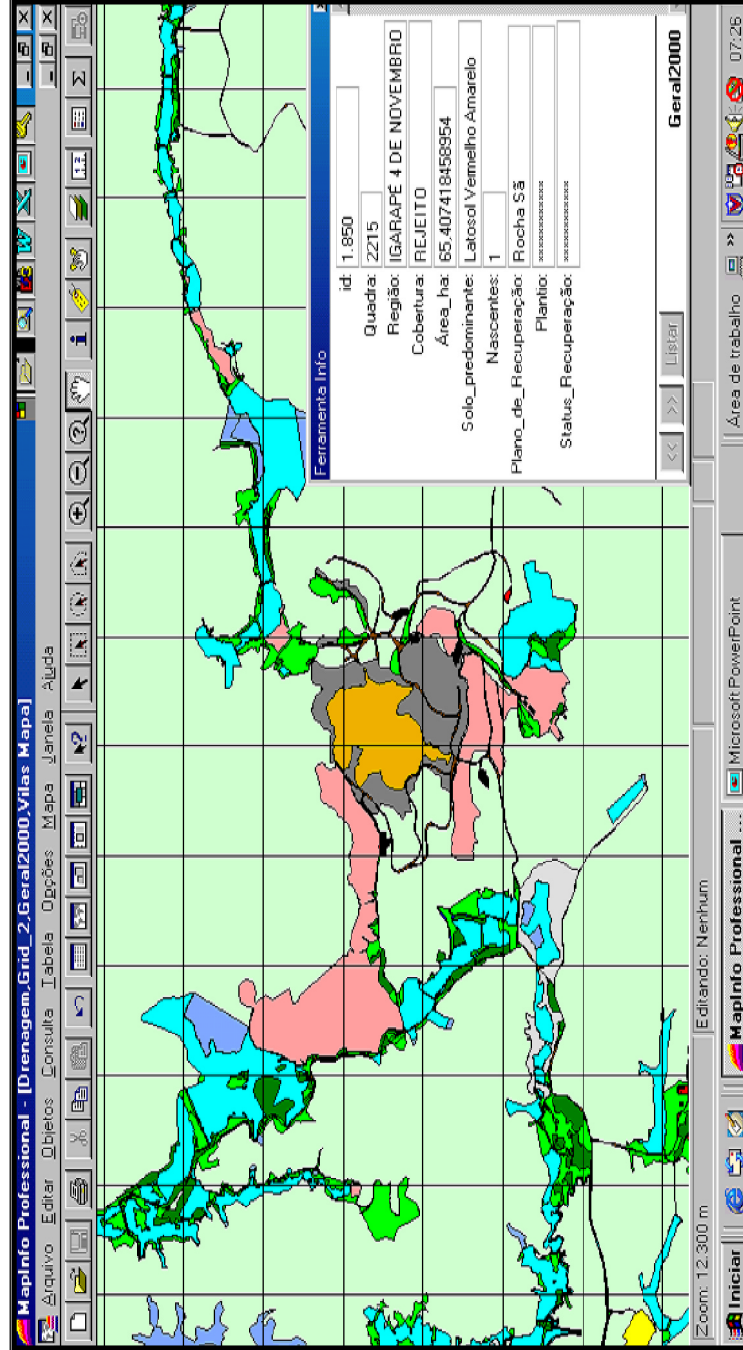 MapInfo Professional - [Drenagem,Grid_2,Geral2000,Vilas Mapa]
Arquivo Editar Objetos Consulta Tabela Opções Mapa Janela Ajuda
Ferramenta Info
id: 1.850
Quadra: 2215
Região: IGARAPÉ 4 DE NOVEMBRO
Cobertura: REJEITO
Área_ha: 65.407418458954
Solo_predominante: Latosol Vermelho Amarelo
Nascentes: 1
Plano_de_Recuperação: Rocha Sã
Plantio: xxxxxxxxxxxx
Status_Recuperação: xxxxxxxxxxxx
<< >> Listar Geral2000
Zoom: 12.300 m Editando: Nenhum
Iniciar MapInfo Professional ... Microsoft PowerPoint Área de trabalho >> 07:26